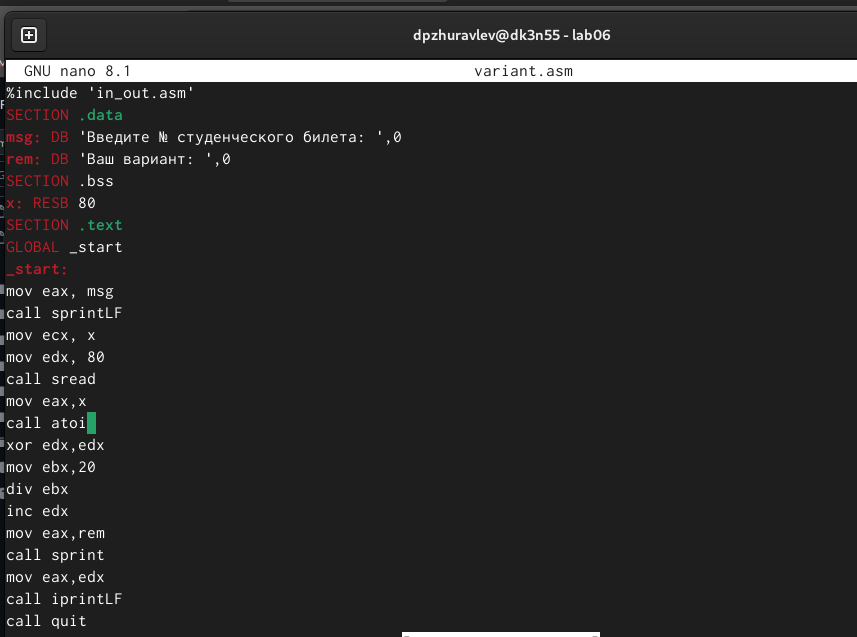 dpzhuravlev@dk3n55 - lab06
GNU nano 8.1 variant.asm
%include 'in_out.asm'
SECTION .data
msg: DB 'Введите № студенческого билета: ',0
rem: DB 'Ваш вариант: ',0
SECTION .bss
x: RESB 80
SECTION .text
GLOBAL _start
_start:
mov eax, msg
call sprintLF
mov ecx, x
mov edx, 80
call sread
mov eax,x
call atoi
xor edx,edx
mov ebx,20
div ebx
inc edx
mov eax,rem
call sprint
mov eax,edx
call iprintLF
call quit